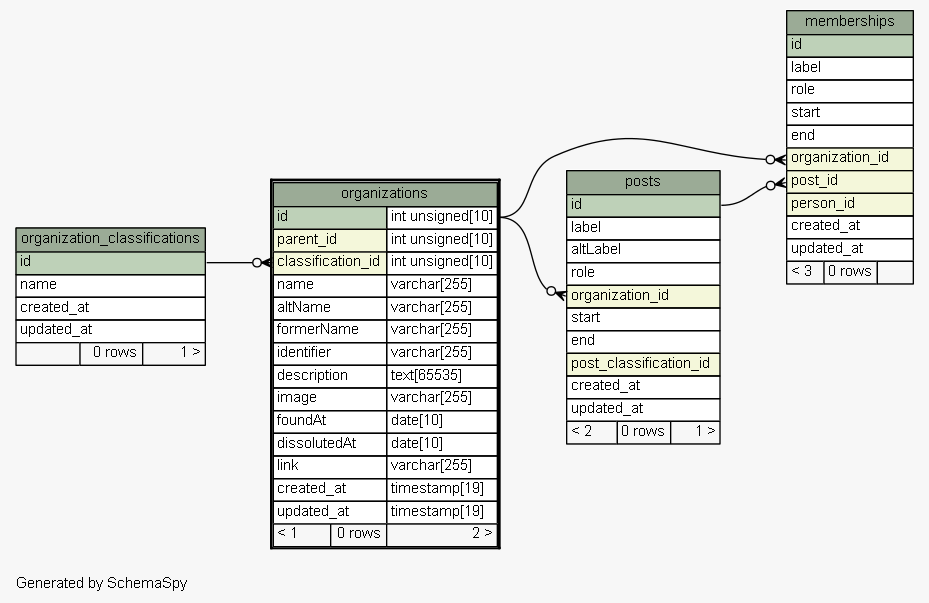 memberships
id
label
role
start
end
organization_id
post_id
person_id
created_at
updated_at
< 3 0 rows
posts
id
label
altLabel
role
organization_id
start
end
post_classification_id
created_at
updated_at
< 2 0 rows 1 >
organizations
id int unsigned[10]
parent_id int unsigned[10]
classification_id int unsigned[10]
name varchar[255]
altName varchar[255]
formerName varchar[255]
identifier varchar[255]
description text[65535]
image varchar[255]
foundAt date[10]
dissolutedAt date[10]
link varchar[255]
created_at timestamp[19]
updated_at timestamp[19]
< 1 0 rows 2 >
organization_classifications
id
name
created_at
updated_at
0 rows 1 >
Generated by SchemaSpy